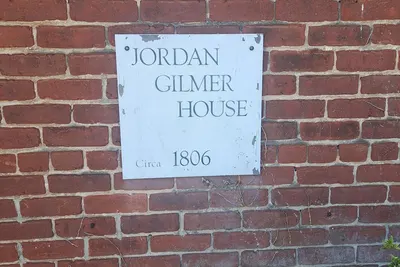 JORDAN
GILMER
HOUSE
Circa 1806